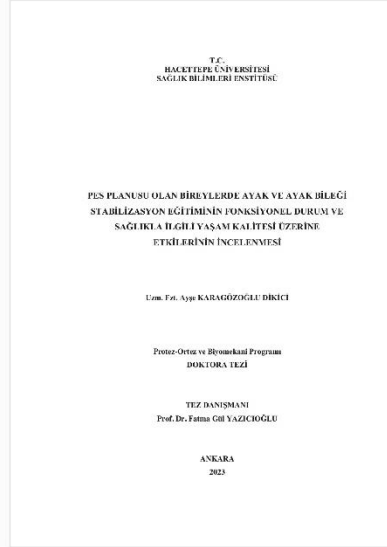 T.C.
HACETTEPE ÜNİVERSİTESİ
SAĞLIK BİLİMLERİ ENSTİTÜSÜ
PES PLANUSU OLAN BİREYLERDE AYAK VE AYAK BİLEĞİ
STABİLİZASYON EĞİTİMİNİN FONKSİYONEL DURUM VE
SAĞLIKLA İLGİLİ YAŞAM KALİTESİ ÜZERİNE
ETKİLERİNİN İNCELENMESİ
Uzm. Fzt. Ayşe KARAGÖZOĞLU DİKİCİ
Protez-Ortez ve Biyomekani Programı
DOKTORA TEZİ
TEZ DANIŞMANI
Prof. Dr. Fatma Gül YAZICIOĞLU
ANKARA
2023